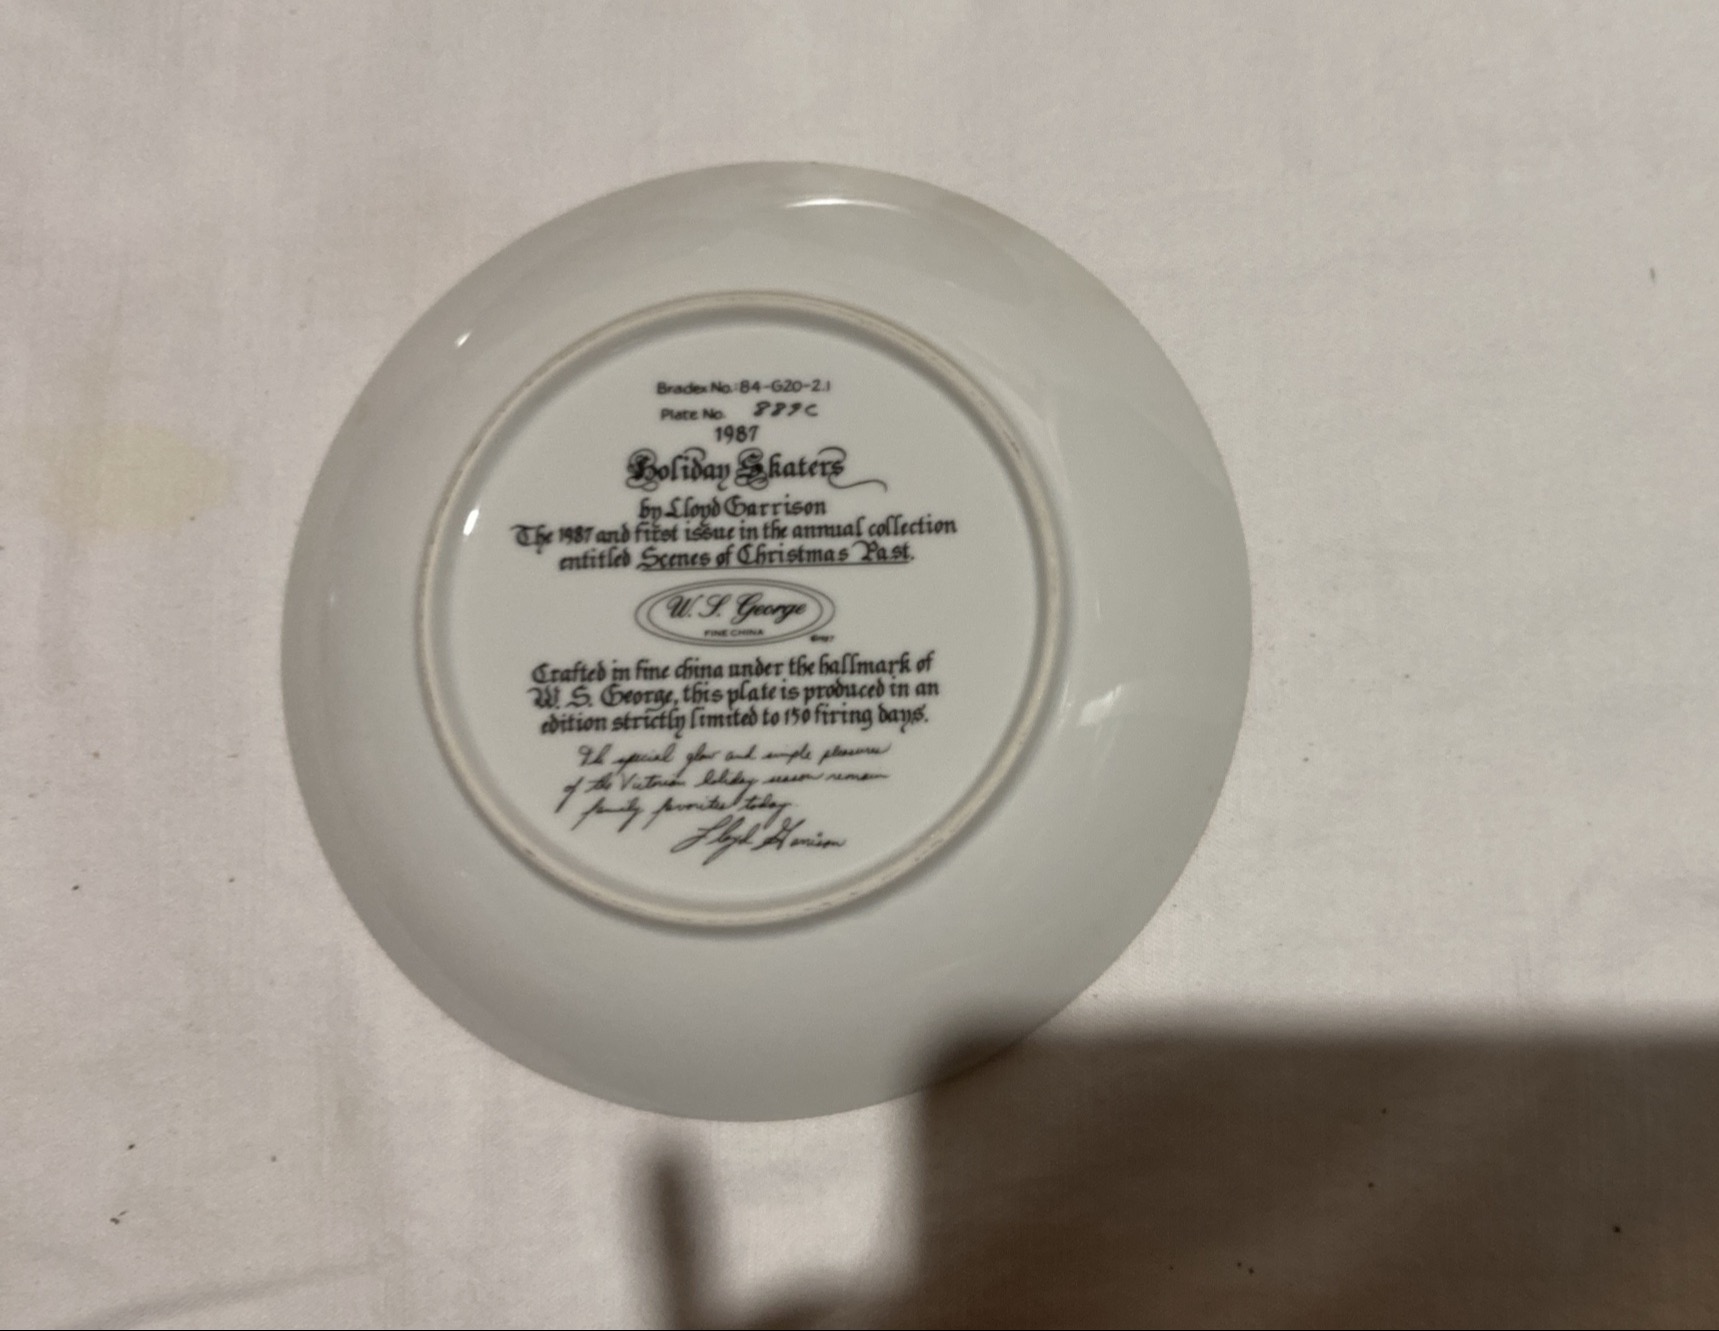 Bradex No.: 84-G20-2.1
Plate No. 889C
1987
Holiday Skaters
by Lloyd Garrison
The 1987 and first issue in the annual collection
entitled Scenes of Christmas Past.
W. S. George
FINE CHINA
Crafted in fine china under the hallmark of
W. S. George, this plate is produced in an
edition strictly limited to 150 firing days.
The special glow and simple pleasures
of the Victorian holiday season remain
family favorites today.
Lloyd Garrison